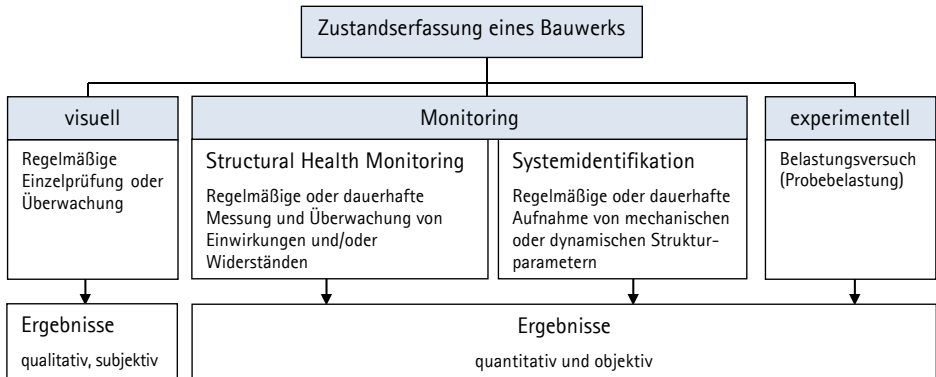 Zustandserfassung eines Bauwerks
visuell
Regelmäßige
Einzelprüfung oder
Überwachung
Monitoring
Structural Health Monitoring
Regelmäßige oder dauerhafte
Messung und Überwachung von
Einwirkungen und/oder
Widerständen
Systemidentifikation
Regelmäßige oder dauerhafte
Aufnahme von mechanischen
oder dynamischen Struktur-
parametern
experimentell
Belastungsversuch
(Probebelastung)
Ergebnisse
qualitativ, subjektiv
Ergebnisse
quantitativ und objektiv